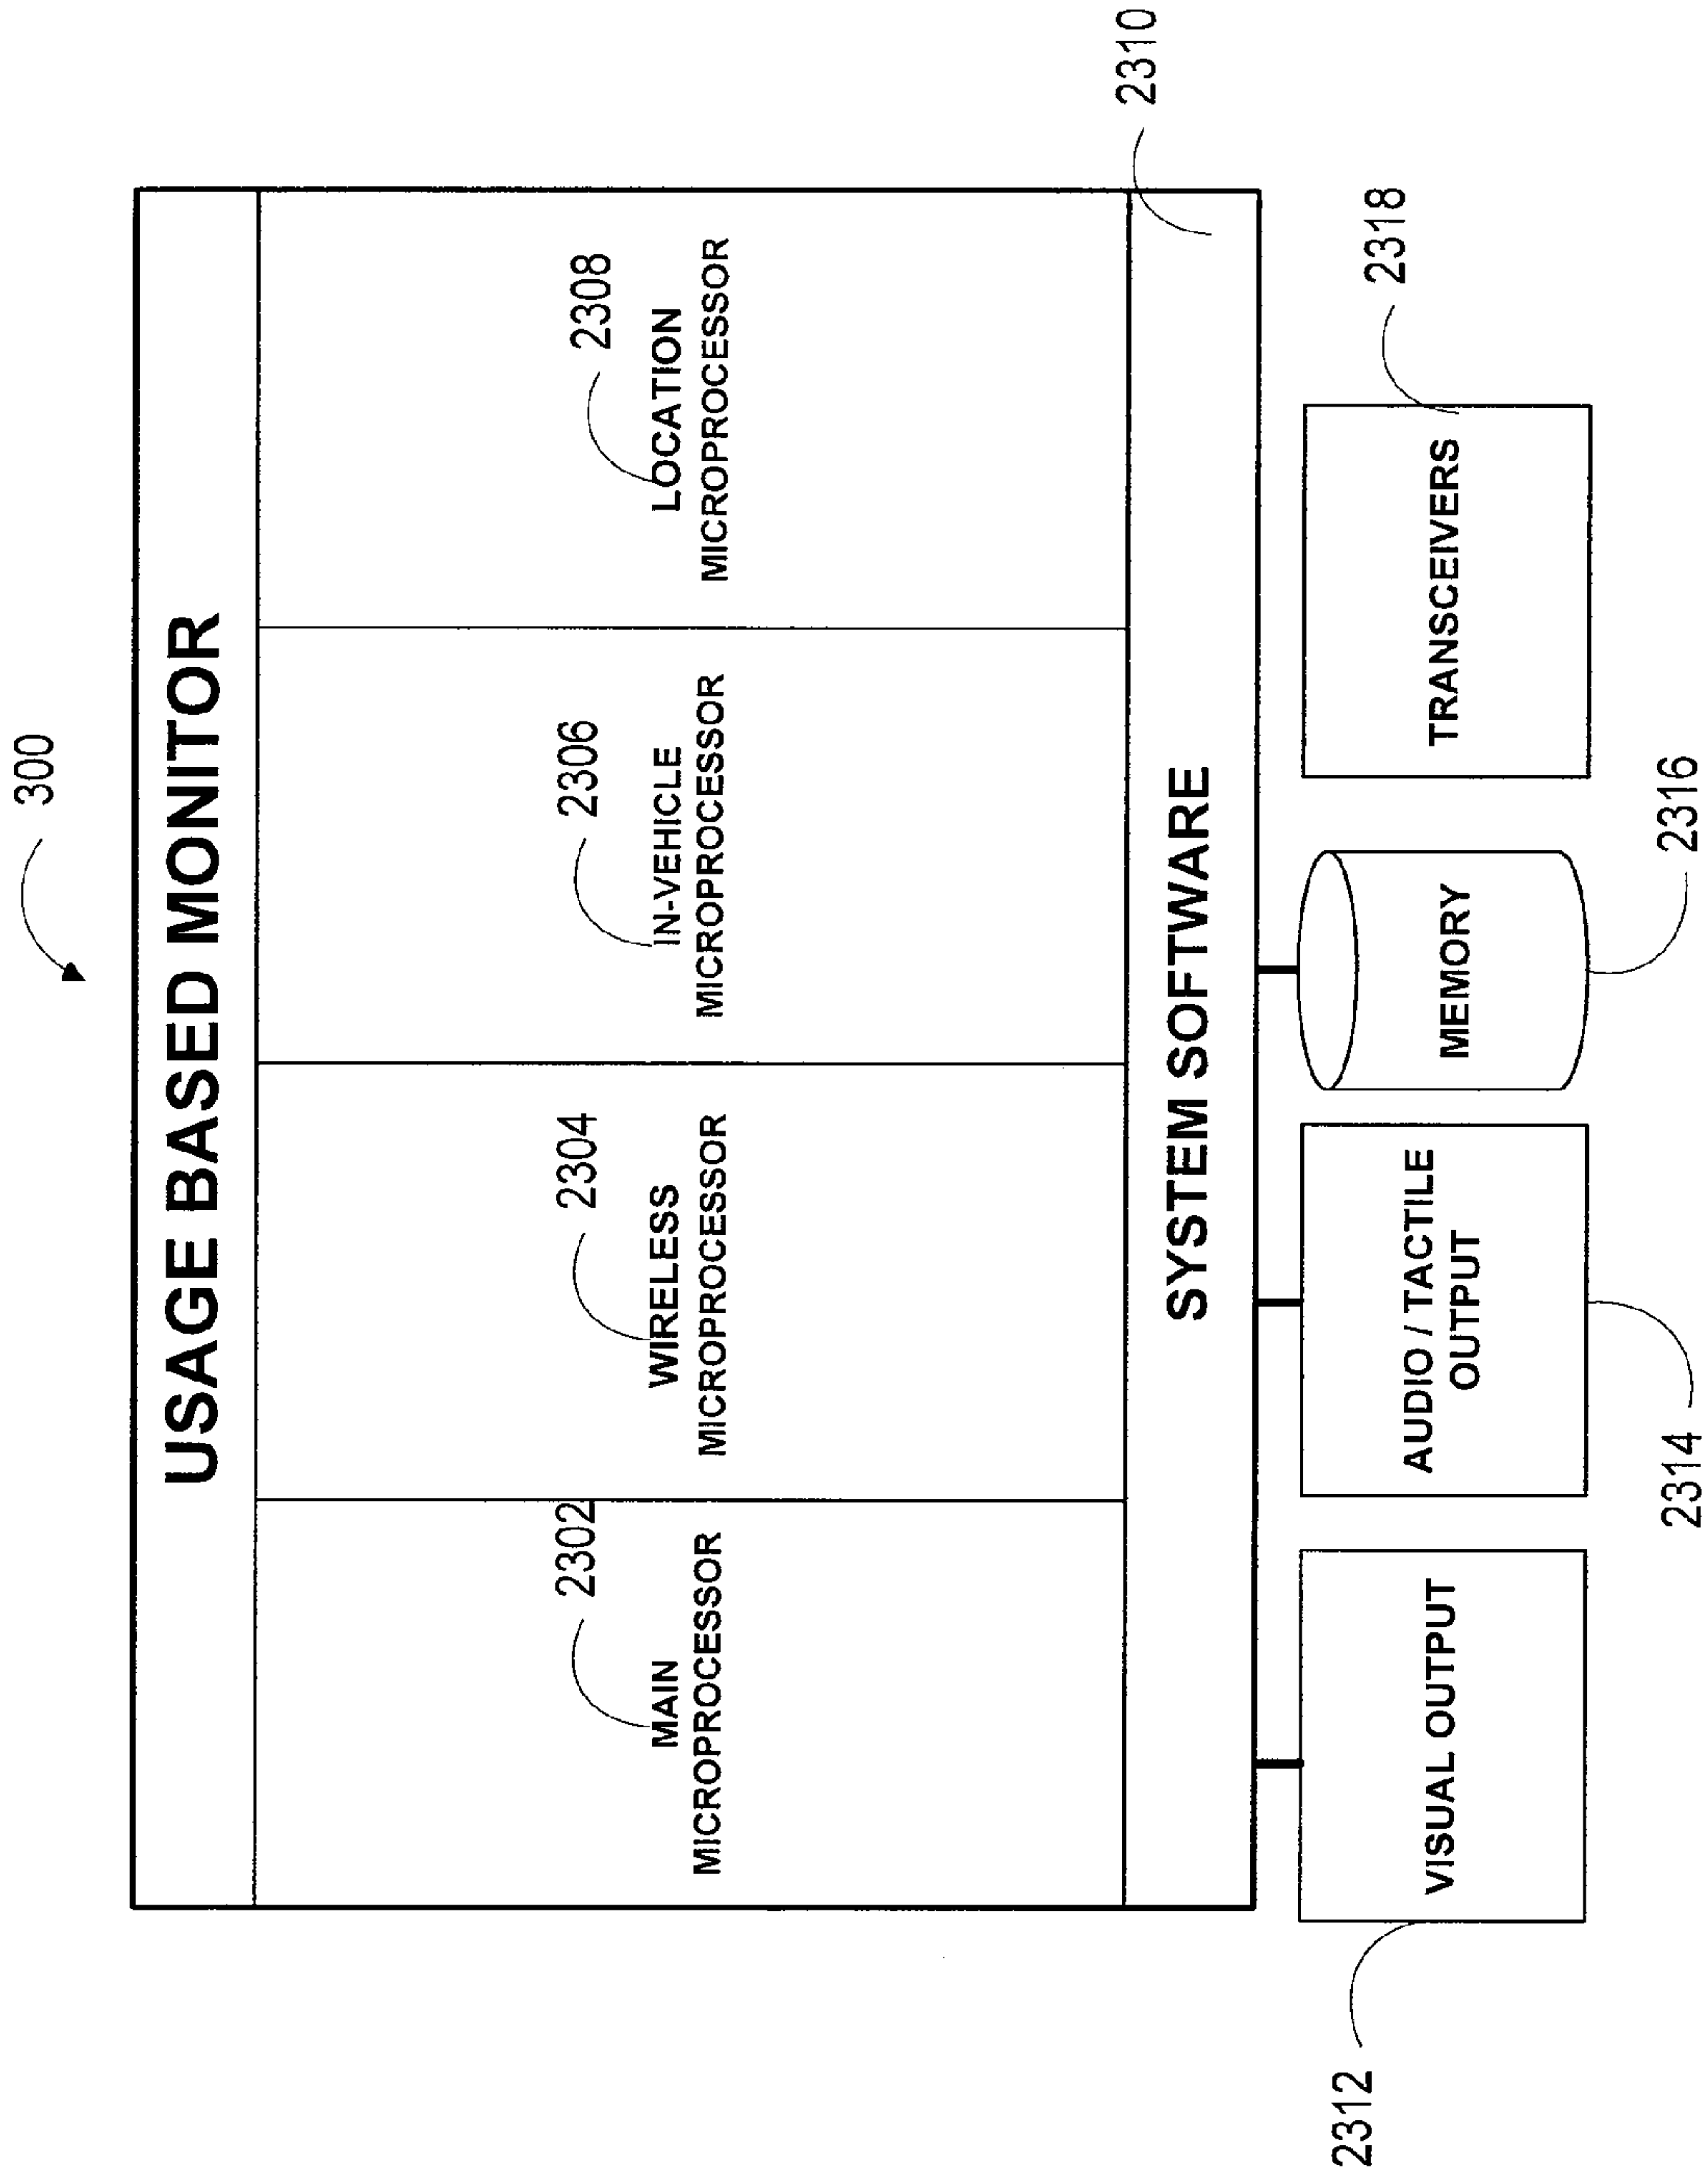 300
USAGE BASED MONITOR
2302
MAIN
MICROPROCESSOR
2304
WIRELESS
MICROPROCESSOR
2306
IN-VEHICLE
MICROPROCESSOR
2308
LOCATION
MICROPROCESSOR
SYSTEM SOFTWARE
2310
2312
VISUAL OUTPUT
AUDIO / TACTILE
OUTPUT
2314
MEMORY
2316
TRANSCEIVERS
2318